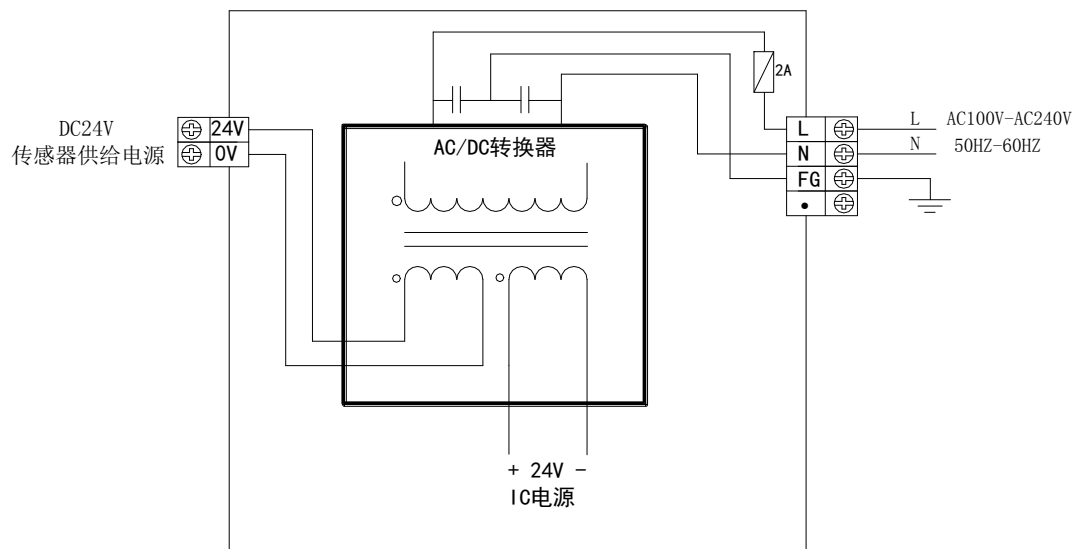 2A
DC24V
传感器供给电源
24V
0V
AC/DC转换器
L
N
FG
L
AC100V-AC240V
N
50HZ-60HZ
+ 24V -
IC电源